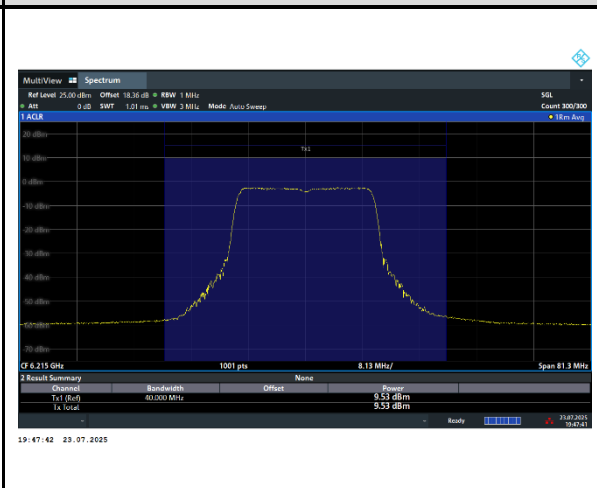 MultiView Spectrum
Ref Level 25.00 dBm Offset 18.36 dB RBW 1 MHz SGL
Att 0 dB SWT 1.01 ms VBW 3 MHz Mode Auto Sweep Count 300/300
1 ACLR 1Rm Avg
20 dBm
Tx1
10 dBm
0 dBm
-10 dBm
-20 dBm
-30 dBm
-40 dBm
-50 dBm
-60 dBm
-70 dBm
CF 6.215 GHz 1001 pts 8.13 MHz/ Span 81.3 MHz
2 Result Summary None
Channel Bandwidth Offset Power
Tx1 (Ref) 40.000 MHz 9.53 dBm
Tx Total 9.53 dBm
Ready 23.07.2025
19:47:41
19:47:42 23.07.2025